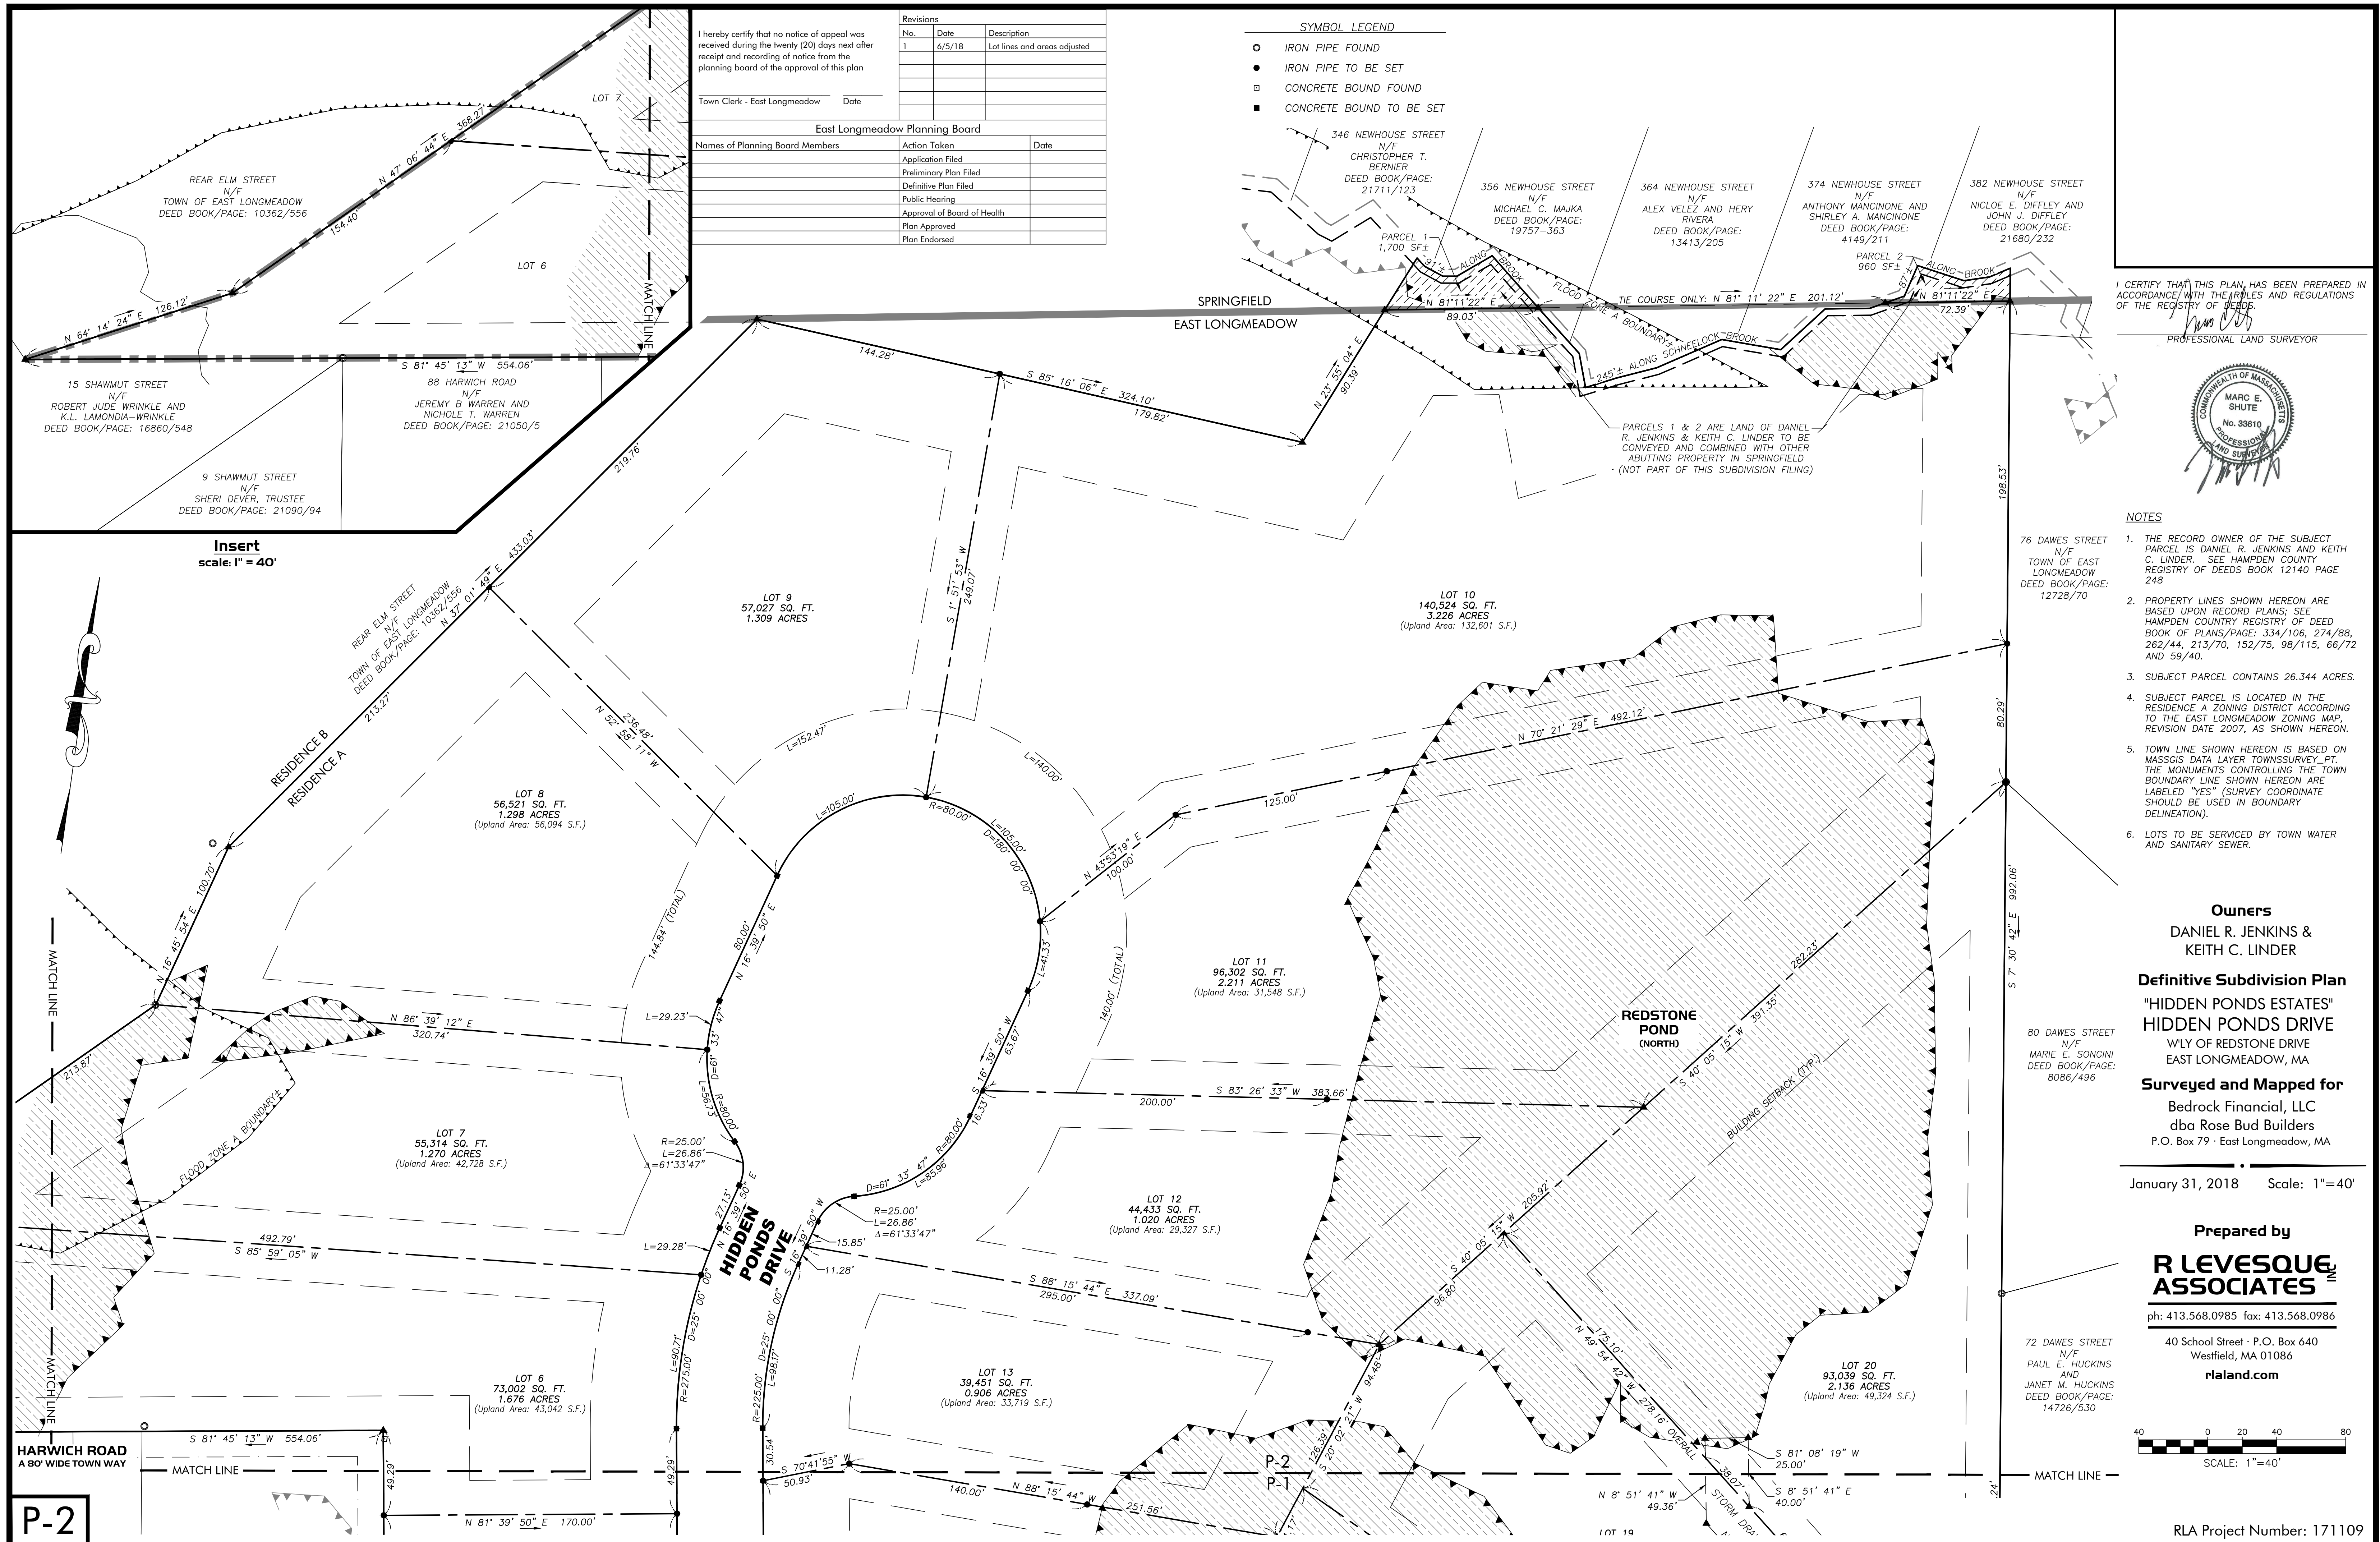 REAR ELM STREET
N/F
TOWN OF EAST LONGMEADOW
DEED BOOK/PAGE: 10362/556
N 47° 06' 44" E 368.27'
154.40'
N 64° 14' 24" E 126.12'
LOT 7
LOT 6
MATCH LINE
S 81° 45' 13" W 554.06'
15 SHAWMUT STREET
N/F
ROBERT JUDE WRINKLE AND
K.L. LAMONDIA-WRINKLE
DEED BOOK/PAGE: 16860/548
88 HARWICH ROAD
N/F
JEREMY B WARREN AND
NICHOLE T. WARREN
DEED BOOK/PAGE: 21050/5
9 SHAWMUT STREET
N/F
SHERI DEVER, TRUSTEE
DEED BOOK/PAGE: 21090/94
Insert
scale: 1" = 40'
I hereby certify that no notice of appeal was
received during the twenty (20) days next after
receipt and recording of notice from the
planning board of the approval of this plan
Town Clerk - East Longmeadow Date
Revisions
No. Date Description
1 6/5/18 Lot lines and areas adjusted
East Longmeadow Planning Board
Names of Planning Board Members Action Taken Date
Application Filed
Preliminary Plan Filed
Definitive Plan Filed
Public Hearing
Approval of Board of Health
Plan Approved
Plan Endorsed
SYMBOL LEGEND
IRON PIPE FOUND
IRON PIPE TO BE SET
CONCRETE BOUND FOUND
CONCRETE BOUND TO BE SET
346 NEWHOUSE STREET
N/F
CHRISTOPHER T.
BERNIER
DEED BOOK/PAGE:
21711/123
356 NEWHOUSE STREET
N/F
MICHAEL C. MAJKA
DEED BOOK/PAGE:
19757-363
364 NEWHOUSE STREET
N/F
ALEX VELEZ AND HERY
RIVERA
DEED BOOK/PAGE:
13413/205
374 NEWHOUSE STREET
N/F
ANTHONY MANCINONE AND
SHIRLEY A. MANCINONE
DEED BOOK/PAGE:
4149/211
382 NEWHOUSE STREET
N/F
NICLOE E. DIFFLEY AND
JOHN J. DIFFLEY
DEED BOOK/PAGE:
21680/232
PARCEL 1
1,700 SF±
91'± ALONG BROOK
PARCEL 2
960 SF±
87'± ALONG BROOK
SPRINGFIELD
EAST LONGMEADOW
N 81°11'22" E
89.03'
FLOOD ZONE A BOUNDARY±
TIE COURSE ONLY: N 81° 11' 22" E 201.12'
N 81°11'22" E
72.39'
245'± ALONG SCHNEELOCK BROOK
N 23° 55' 04" E
90.39'
144.28'
S 85° 16' 06" E 324.10'
179.82'
PARCELS 1 & 2 ARE LAND OF DANIEL
R. JENKINS & KEITH C. LINDER TO BE
CONVEYED AND COMBINED WITH OTHER
ABUTTING PROPERTY IN SPRINGFIELD
(NOT PART OF THIS SUBDIVISION FILING)
I CERTIFY THAT THIS PLAN HAS BEEN PREPARED IN
ACCORDANCE WITH THE RULES AND REGULATIONS
OF THE REGISTRY OF DEEDS.
PROFESSIONAL LAND SURVEYOR
COMMONWEALTH OF MASSACHUSETTS
MARC E.
SHUTE
No. 33610
PROFESSIONAL
LAND SURVEYOR
NOTES
1. THE RECORD OWNER OF THE SUBJECT
PARCEL IS DANIEL R. JENKINS AND KEITH
C. LINDER. SEE HAMPDEN COUNTY
REGISTRY OF DEEDS BOOK 12140 PAGE
248
2. PROPERTY LINES SHOWN HEREON ARE
BASED UPON RECORD PLANS; SEE
HAMPDEN COUNTRY REGISTRY OF DEED
BOOK OF PLANS/PAGE: 334/106, 274/88,
262/44, 213/70, 152/75, 98/115, 66/72
AND 59/40.
3. SUBJECT PARCEL CONTAINS 26.344 ACRES.
4. SUBJECT PARCEL IS LOCATED IN THE
RESIDENCE A ZONING DISTRICT ACCORDING
TO THE EAST LONGMEADOW ZONING MAP,
REVISION DATE 2007, AS SHOWN HEREON.
5. TOWN LINE SHOWN HEREON IS BASED ON
MASSGIS DATA LAYER TOWNSSURVEY_PT.
THE MONUMENTS CONTROLLING THE TOWN
BOUNDARY LINE SHOWN HEREON ARE
LABELED "YES" (SURVEY COORDINATE
SHOULD BE USED IN BOUNDARY
DELINEATION).
6. LOTS TO BE SERVICED BY TOWN WATER
AND SANITARY SEWER.
219.76'
433.03'
N 37° 01' 49" E
REAR ELM STREET
N/F
TOWN OF EAST LONGMEADOW
DEED BOOK/PAGE: 10362/556
213.27'
RESIDENCE B
RESIDENCE A
LOT 9
57,027 SQ. FT.
1.309 ACRES
S 1° 51' 53" W
249.07'
LOT 10
140,524 SQ. FT.
3.226 ACRES
(Upland Area: 132,601 S.F.)
198.53'
76 DAWES STREET
N/F
TOWN OF EAST
LONGMEADOW
DEED BOOK/PAGE:
12728/70
236.48'
N 52° 58' 11" W
L=152.47'
L=140.00'
N 70° 21' 29" E 492.12'
125.00'
80.29'
LOT 8
56,521 SQ. FT.
1.298 ACRES
(Upland Area: 56,094 S.F.)
L=105.00'
R=80.00'
L=105.00'
D=180° 00' 00"
N 43°53'19" E
100.00'
100.70'
N 16° 45' 54" E
144.84' (TOTAL)
80.00'
N 16° 39' 50" E
L=41.33'
140.00' (TOTAL)
LOT 11
96,302 SQ. FT.
2.211 ACRES
(Upland Area: 31,548 S.F.)
REDSTONE
POND
(NORTH)
282.23'
391.35'
S 40° 05' 15" W
S 7° 30' 42" E 992.06'
Owners
DANIEL R. JENKINS &
KEITH C. LINDER
Definitive Subdivision Plan
"HIDDEN PONDS ESTATES"
HIDDEN PONDS DRIVE
W'LY OF REDSTONE DRIVE
EAST LONGMEADOW, MA
Surveyed and Mapped for
Bedrock Financial, LLC
dba Rose Bud Builders
P.O. Box 79 · East Longmeadow, MA
January 31, 2018 Scale: 1"=40'
Prepared by
R LEVESQUE
ASSOCIATES INC
ph: 413.568.0985 fax: 413.568.0986
40 School Street · P.O. Box 640
Westfield, MA 01086
rlaland.com
40 0 20 40 80
SCALE: 1"=40'
MATCH LINE
N 86° 39' 12" E
320.74'
L=29.23'
D=61° 33' 47"
L=56.73'
R=80.00'
S 16° 39' 50" W
63.67'
16.33'
S 83° 26' 33" W 383.66'
200.00'
80 DAWES STREET
N/F
MARIE E. SONGINI
DEED BOOK/PAGE:
8086/496
213.87'
FLOOD ZONE A BOUNDARY±
LOT 7
55,314 SQ. FT.
1.270 ACRES
(Upland Area: 42,728 S.F.)
R=25.00'
L=26.86'
Δ=61°33'47"
R=80.00'
D=61° 33' 47"
L=85.96'
BUILDING SETBACK (TYP.)
27.13'
N 16° 39' 50" E
HIDDEN
PONDS
DRIVE
S 16° 39' 50" W
R=25.00'
L=26.86'
Δ=61°33'47"
15.85'
11.28'
L=29.28'
LOT 12
44,433 SQ. FT.
1.020 ACRES
(Upland Area: 29,327 S.F.)
205.92'
S 40° 05' 15" W
96.80'
492.79'
S 85° 59' 05" W
S 88° 15' 44" E 337.09'
295.00'
D=25° 00' 00"
L=90.71'
R=275.00'
D=25° 00' 00"
L=98.17'
R=225.00'
LOT 6
73,002 SQ. FT.
1.676 ACRES
(Upland Area: 43,042 S.F.)
LOT 13
39,451 SQ. FT.
0.906 ACRES
(Upland Area: 33,719 S.F.)
94.48'
126.39'
S 20° 02' 21" W
175.10'
N 49° 54' 42" W 278.16' OVERALL
LOT 20
93,039 SQ. FT.
2.136 ACRES
(Upland Area: 49,324 S.F.)
72 DAWES STREET
N/F
PAUL E. HUCKINS
AND
JANET M. HUCKINS
DEED BOOK/PAGE:
14726/530
MATCH LINE
S 81° 45' 13" W 554.06'
HARWICH ROAD
A 80' WIDE TOWN WAY
MATCH LINE
49.29'
49.29'
30.54'
S 70°41'55" W
50.93'
P-2
P-1
S 81° 08' 19" W
25.00'
38.07'
MATCH LINE
N 8° 51' 41" W
49.36'
S 8° 51' 41" E
40.00'
140.00'
N 88° 15' 44" W
251.56'
N 81° 39' 50" E 170.00'
24'
LOT 19
P-2
RLA Project Number: 171109